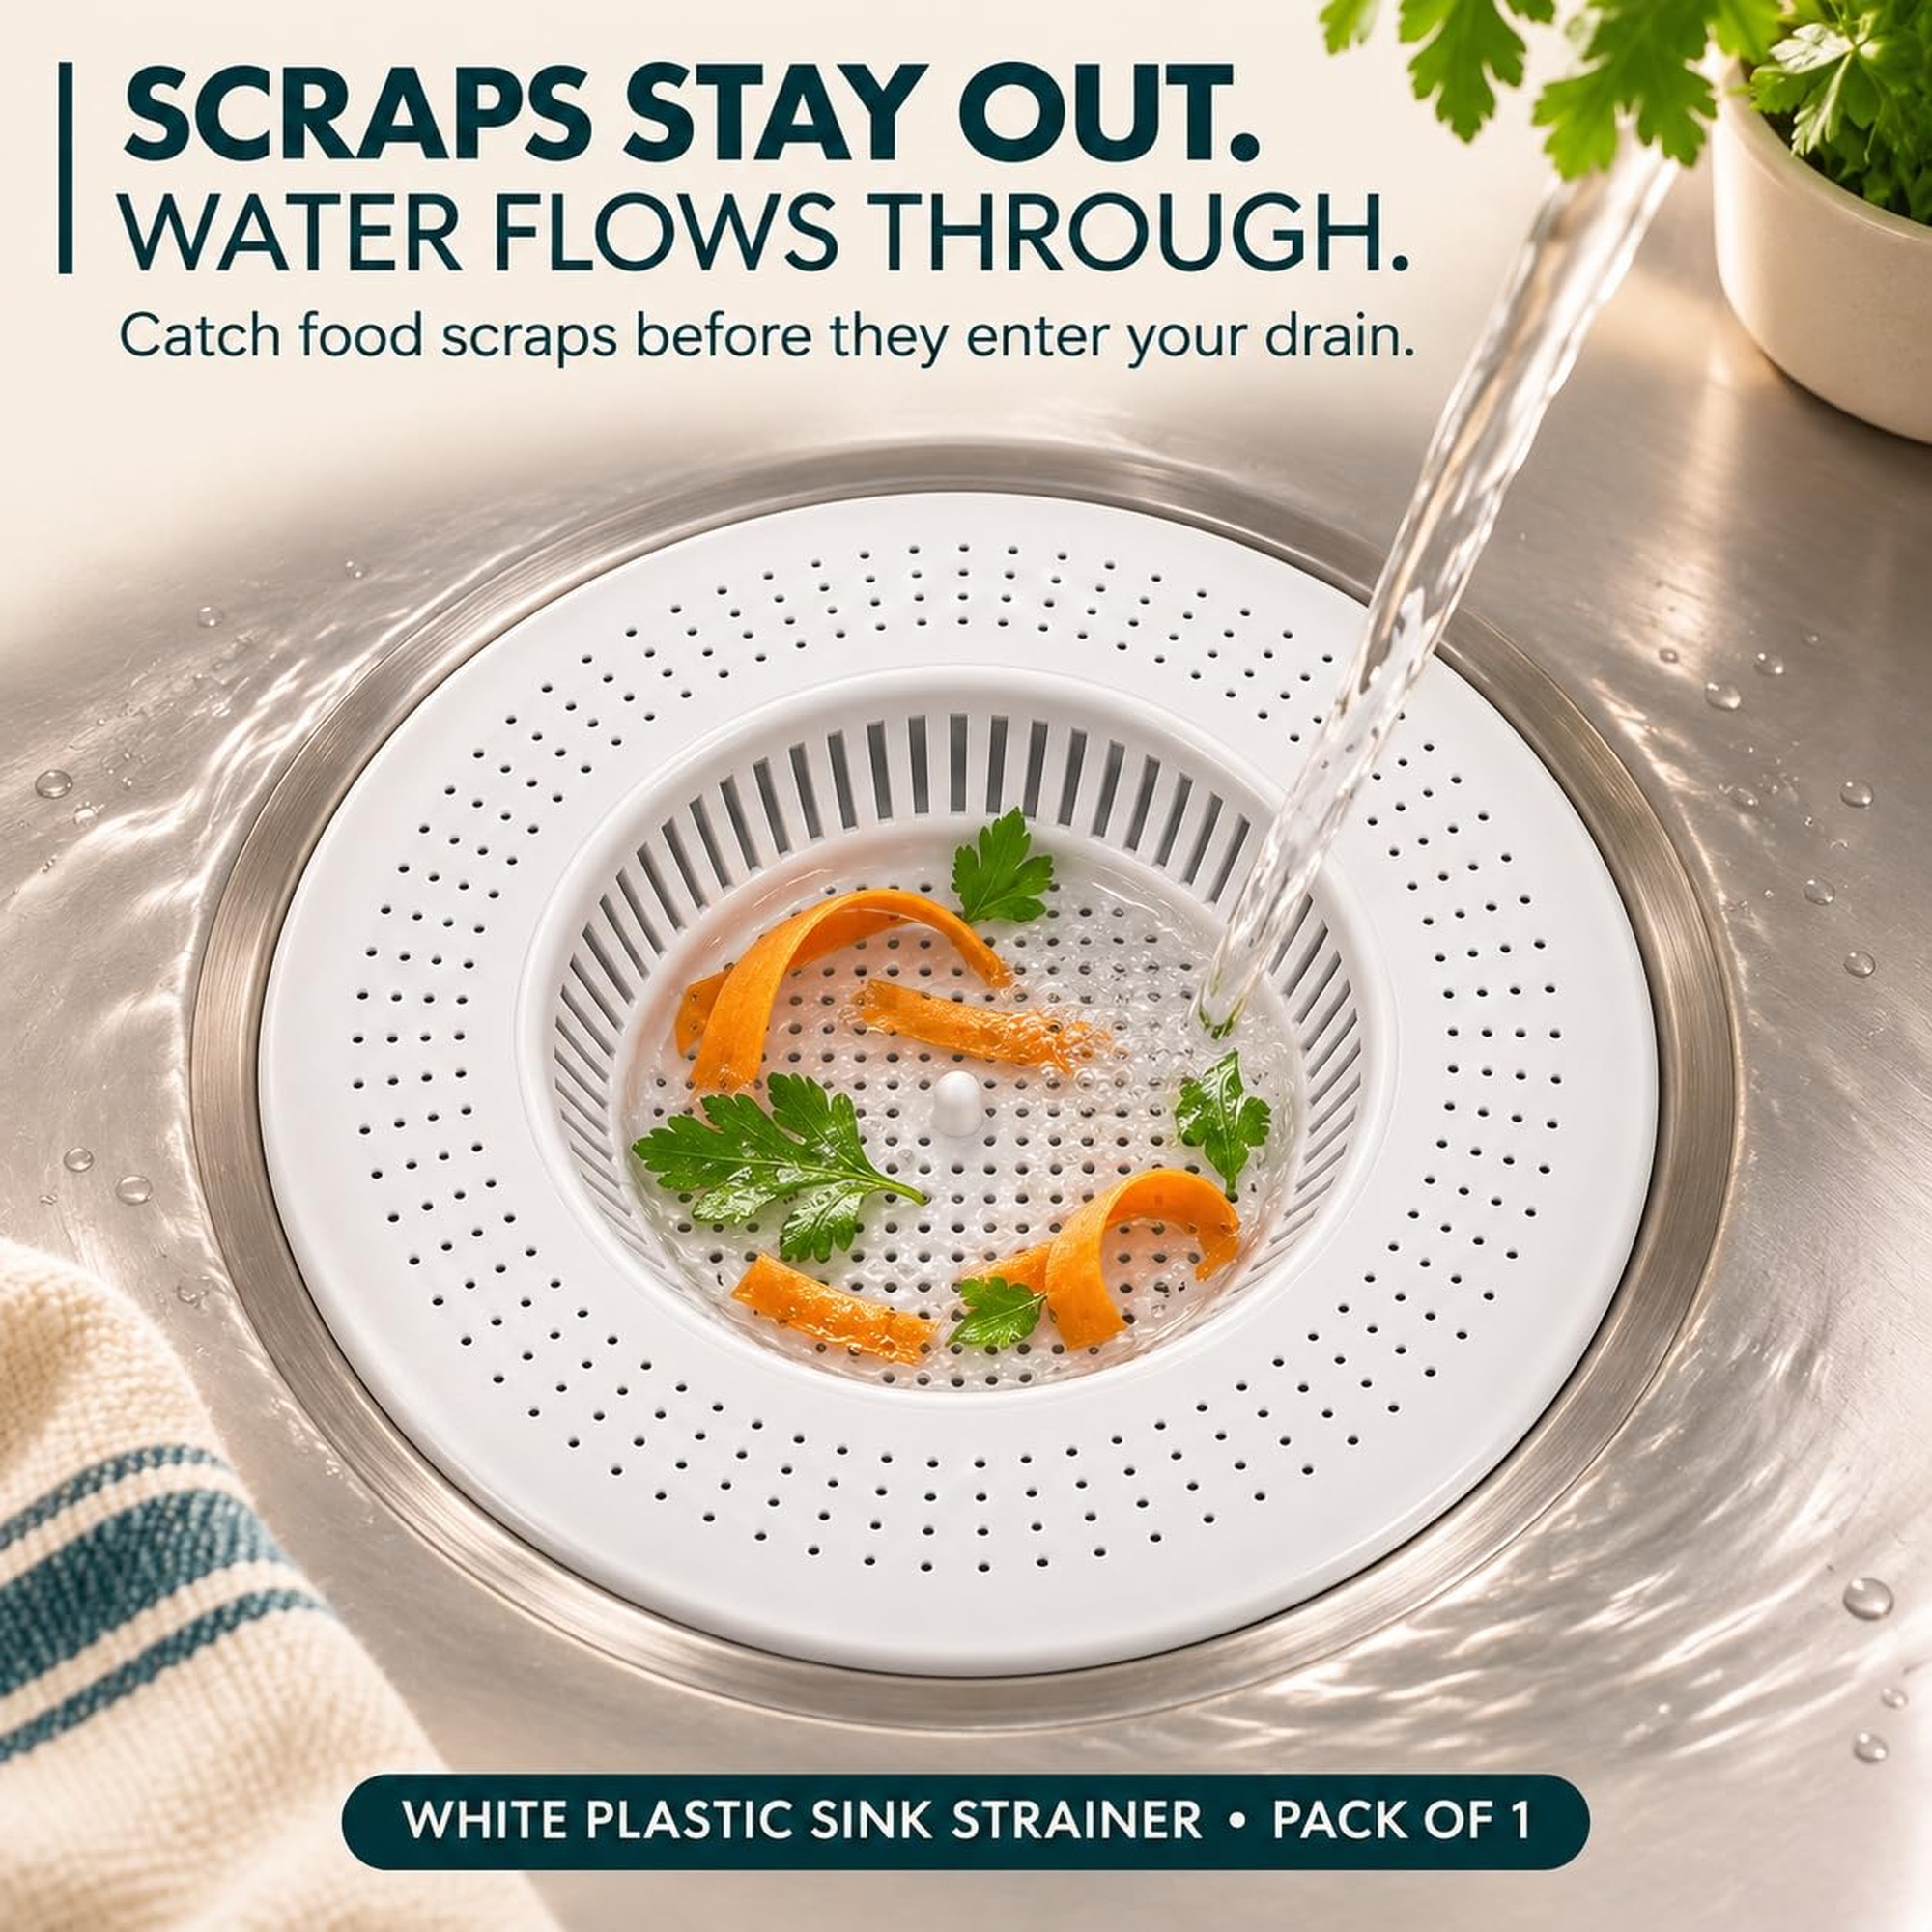 SCRAPS STAY OUT.
WATER FLOWS THROUGH.
Catch food scraps before they enter your drain.
WHITE PLASTIC SINK STRAINER • PACK OF 1